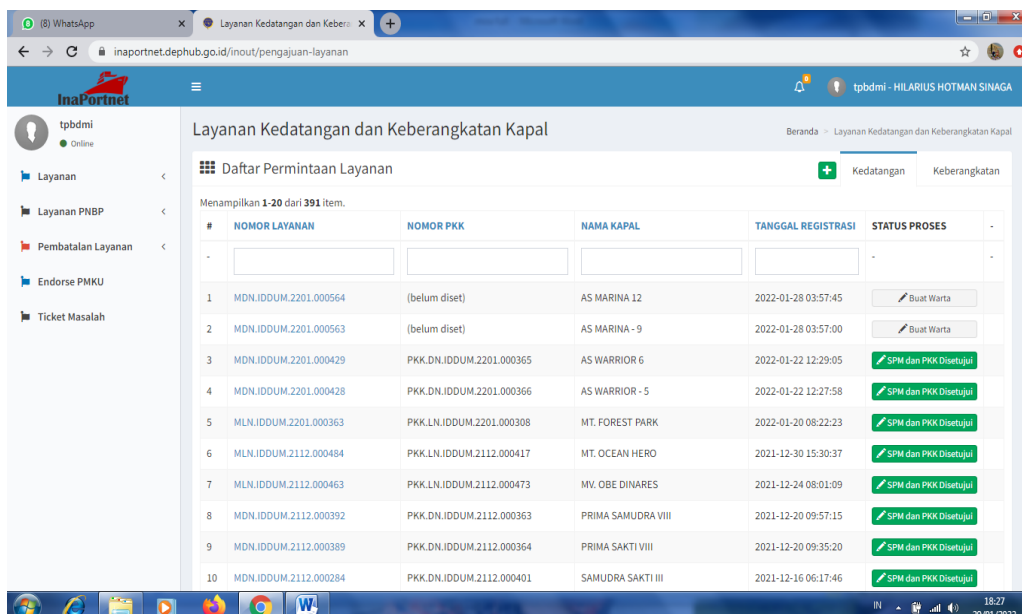 (8) WhatsApp
Layanan Kedatangan dan Kebera
inaportnet.dephub.go.id/inout/pengajuan-layanan
InaPortnet
tpbdmi - HILARIUS HOTMAN SINAGA
tpbdmi
Online
Layanan
Layanan PNBP
Pembatalan Layanan
Endorse PMKU
Ticket Masalah
Layanan Kedatangan dan Keberangkatan Kapal
Beranda > Layanan Kedatangan dan Keberangkatan Kapal
Daftar Permintaan Layanan
Kedatangan Keberangkatan
Menampilkan 1-20 dari 391 item.
# NOMOR LAYANAN NOMOR PKK NAMA KAPAL TANGGAL REGISTRASI STATUS PROSES -
- - -
1 MDN.IDDUM.2201.000564 (belum diset) AS MARINA 12 2022-01-28 03:57:45 Buat Warta
2 MDN.IDDUM.2201.000563 (belum diset) AS MARINA - 9 2022-01-28 03:57:00 Buat Warta
3 MDN.IDDUM.2201.000429 PKK.DN.IDDUM.2201.000365 AS WARRIOR 6 2022-01-22 12:29:05 SPM dan PKK Disetujui
4 MDN.IDDUM.2201.000428 PKK.DN.IDDUM.2201.000366 AS WARRIOR - 5 2022-01-22 12:27:58 SPM dan PKK Disetujui
5 MLN.IDDUM.2201.000363 PKK.LN.IDDUM.2201.000308 MT. FOREST PARK 2022-01-20 08:22:23 SPM dan PKK Disetujui
6 MLN.IDDUM.2112.000484 PKK.LN.IDDUM.2112.000417 MT. OCEAN HERO 2021-12-30 15:30:37 SPM dan PKK Disetujui
7 MLN.IDDUM.2112.000463 PKK.LN.IDDUM.2112.000473 MV. OBE DINARES 2021-12-24 08:01:09 SPM dan PKK Disetujui
8 MDN.IDDUM.2112.000392 PKK.DN.IDDUM.2112.000363 PRIMA SAMUDRA VIII 2021-12-20 09:57:15 SPM dan PKK Disetujui
9 MDN.IDDUM.2112.000389 PKK.DN.IDDUM.2112.000364 PRIMA SAKTI VIII 2021-12-20 09:35:20 SPM dan PKK Disetujui
10 MDN.IDDUM.2112.000284 PKK.DN.IDDUM.2112.000401 SAMUDRA SAKTI III 2021-12-16 06:17:46 SPM dan PKK Disetujui
IN
18:27